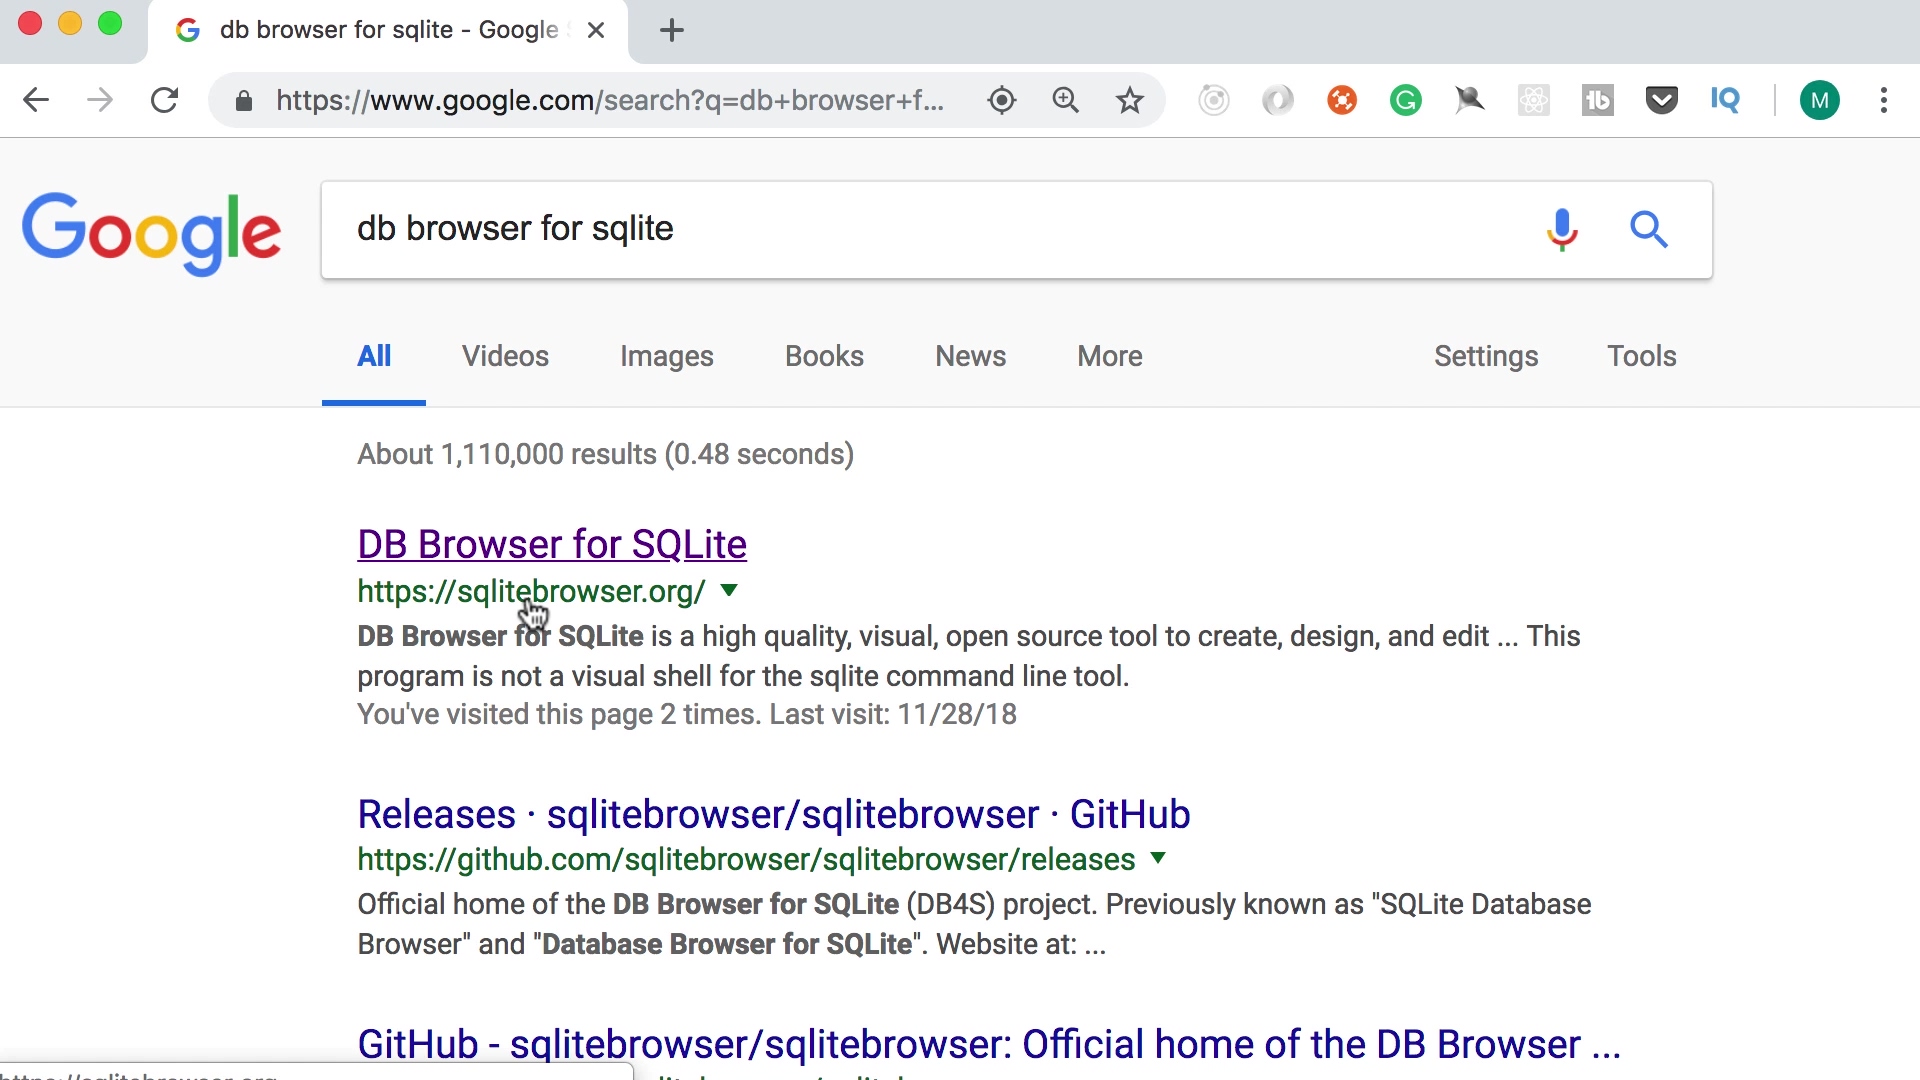 db browser for sqlite - Google
https://www.google.com/search?q=db+browser+f...
G
tb
IQ
M
Google
db browser for sqlite
All
Videos
Images
Books
News
More
Settings
Tools
About 1,110,000 results (0.48 seconds)
DB Browser for SQLite
https://sqlitebrowser.org/
DB Browser for SQLite is a high quality, visual, open source tool to create, design, and edit ... This
program is not a visual shell for the sqlite command line tool.
You've visited this page 2 times. Last visit: 11/28/18
Releases · sqlitebrowser/sqlitebrowser · GitHub
https://github.com/sqlitebrowser/sqlitebrowser/releases
Official home of the DB Browser for SQLite (DB4S) project. Previously known as "SQLite Database
Browser" and "Database Browser for SQLite". Website at: ...
GitHub - sqlitebrowser/sqlitebrowser: Official home of the DB Browser ...